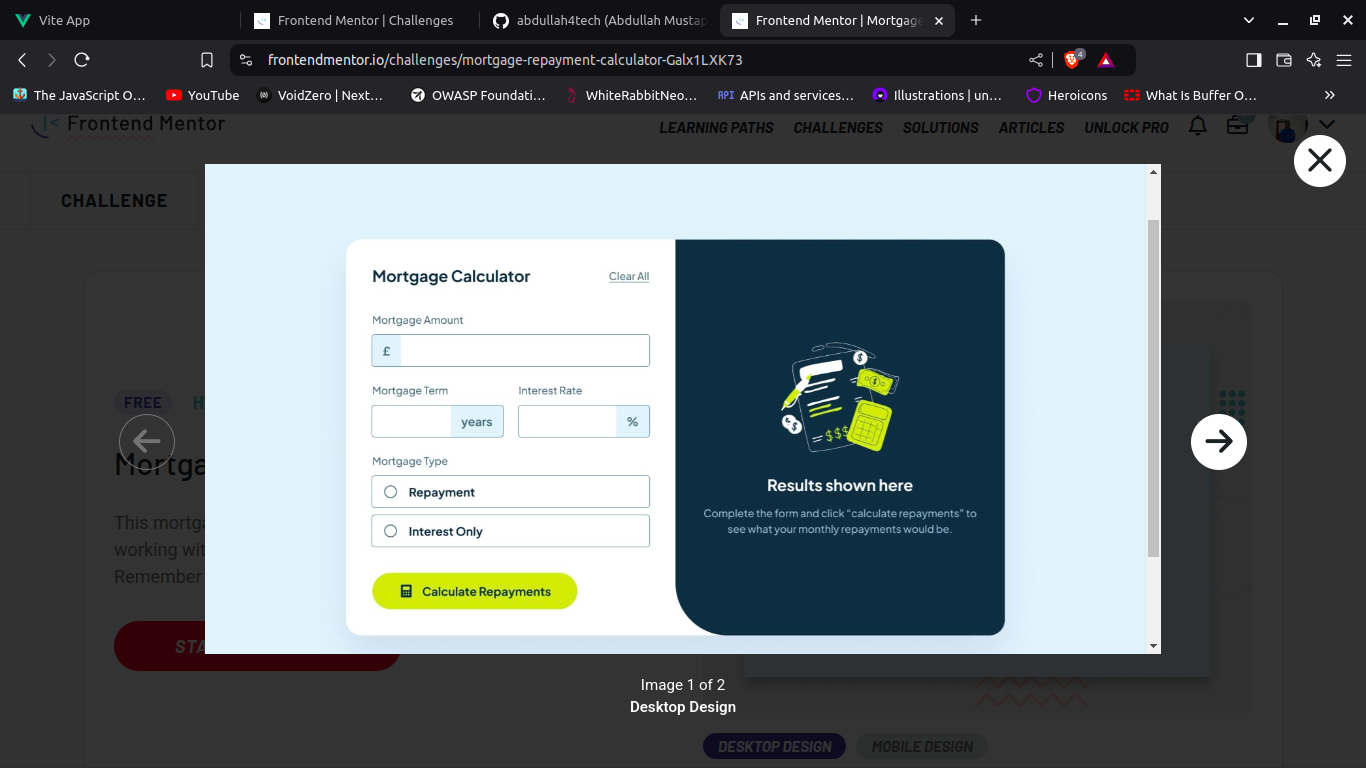 Vite App
Frontend Mentor | Challenges
abdullah4tech (Abdullah Mustap
Frontend Mentor | Mortgage
frontendmentor.io/challenges/mortgage-repayment-calculator-Galx1LXK73
4
The JavaScript O…
YouTube
VoidZero | Next…
OWASP Foundati…
WhiteRabbitNeo…
API
APIs and services…
Illustrations | un…
Heroicons
What Is Buffer O…
Frontend Mentor
LEARNING PATHS
CHALLENGES
SOLUTIONS
ARTICLES
UNLOCK PRO
CHALLENGE
Mortgage Calculator
Clear All
Mortgage Amount
£
Mortgage Term
Interest Rate
years
%
Mortgage Type
Repayment
Interest Only
Calculate Repayments
$
$
$
$
$$$
Results shown here
Complete the form and click “calculate repayments” to
see what your monthly repayments would be.
FREE
H
Mortga
This mortg
working wit
Remember
STA
Image 1 of 2
Desktop Design
DESKTOP DESIGN
MOBILE DESIGN